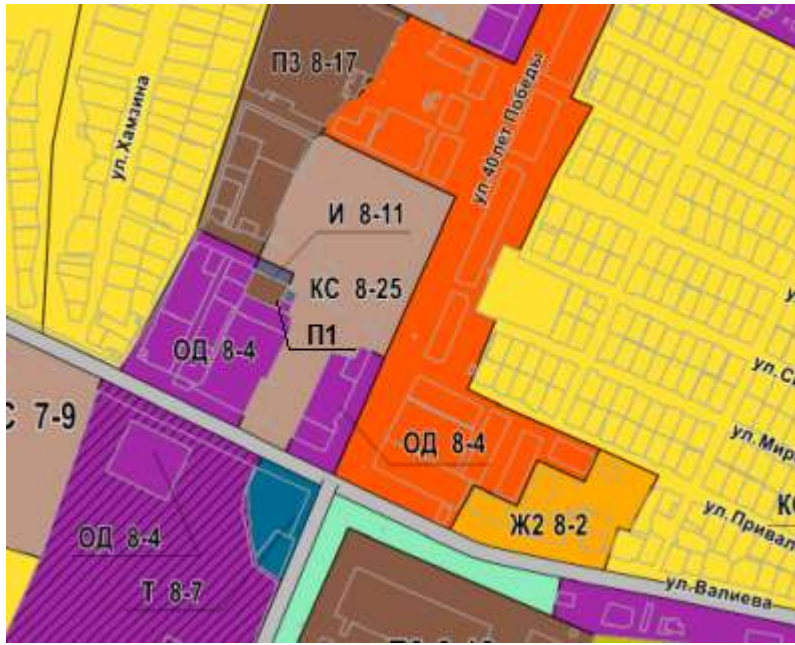 ПЗ 8-17
ул. 40 лет Победы
ул. Хамзина
И 8-11
КС 8-25
П1
ОД 8-4
С 7-9
ОД 8-4
ул. С
ул. Мир
ул. Привал
Ж2 8-2
ОД 8-4
Т 8-7
ул. Валиева